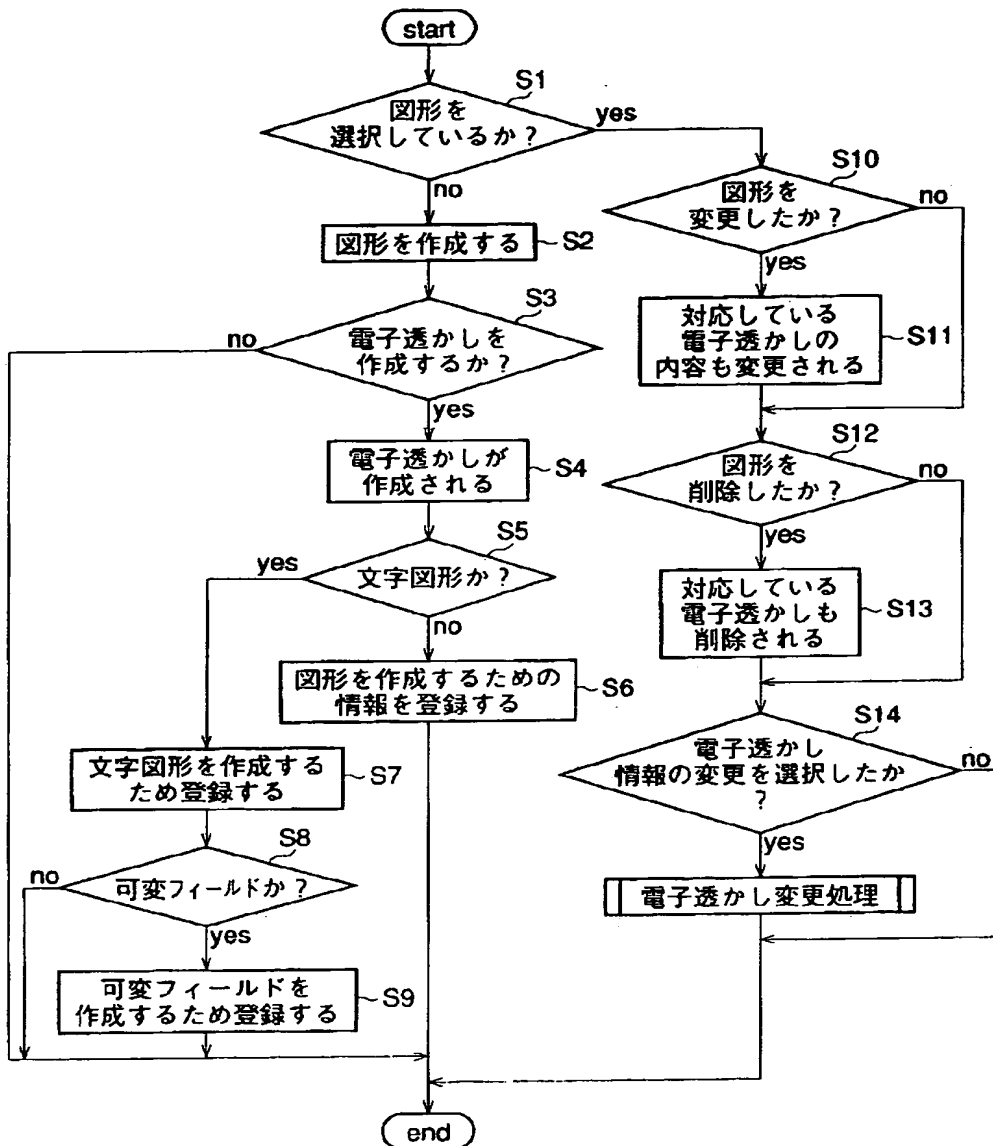 start
S1
図形を
選択しているか？
yes
no
S10
図形を
変更したか？
no
yes
図形を作成する
S2
S3
no
電子透かしを
作成するか？
yes
対応している
電子透かしの
内容も変更される
S11
電子透かしが
作成される
S4
S12
図形を
削除したか？
no
yes
S5
yes
文字図形か？
no
対応している
電子透かしも
削除される
S13
図形を作成するための
情報を登録する
S6
S14
電子透かし
情報の変更を選択したか
？
no
yes
文字図形を作成する
ため登録する
S7
S8
no
可変フィールドか？
yes
電子透かし変更処理
可変フィールドを
作成するため登録する
S9
end